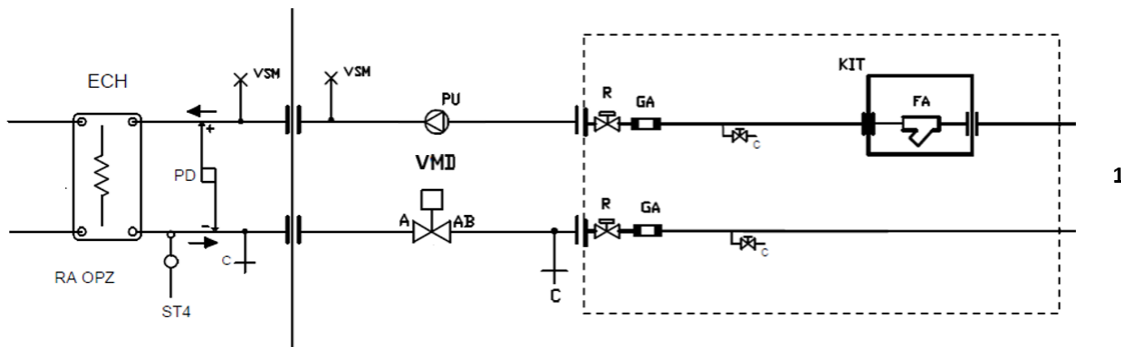 ECH
VSM
VSM
PU
R
GA
KIT
FA
+
C
PD
VMD
1
A
AB
R
GA
-
C
C
C
RA OPZ
ST4